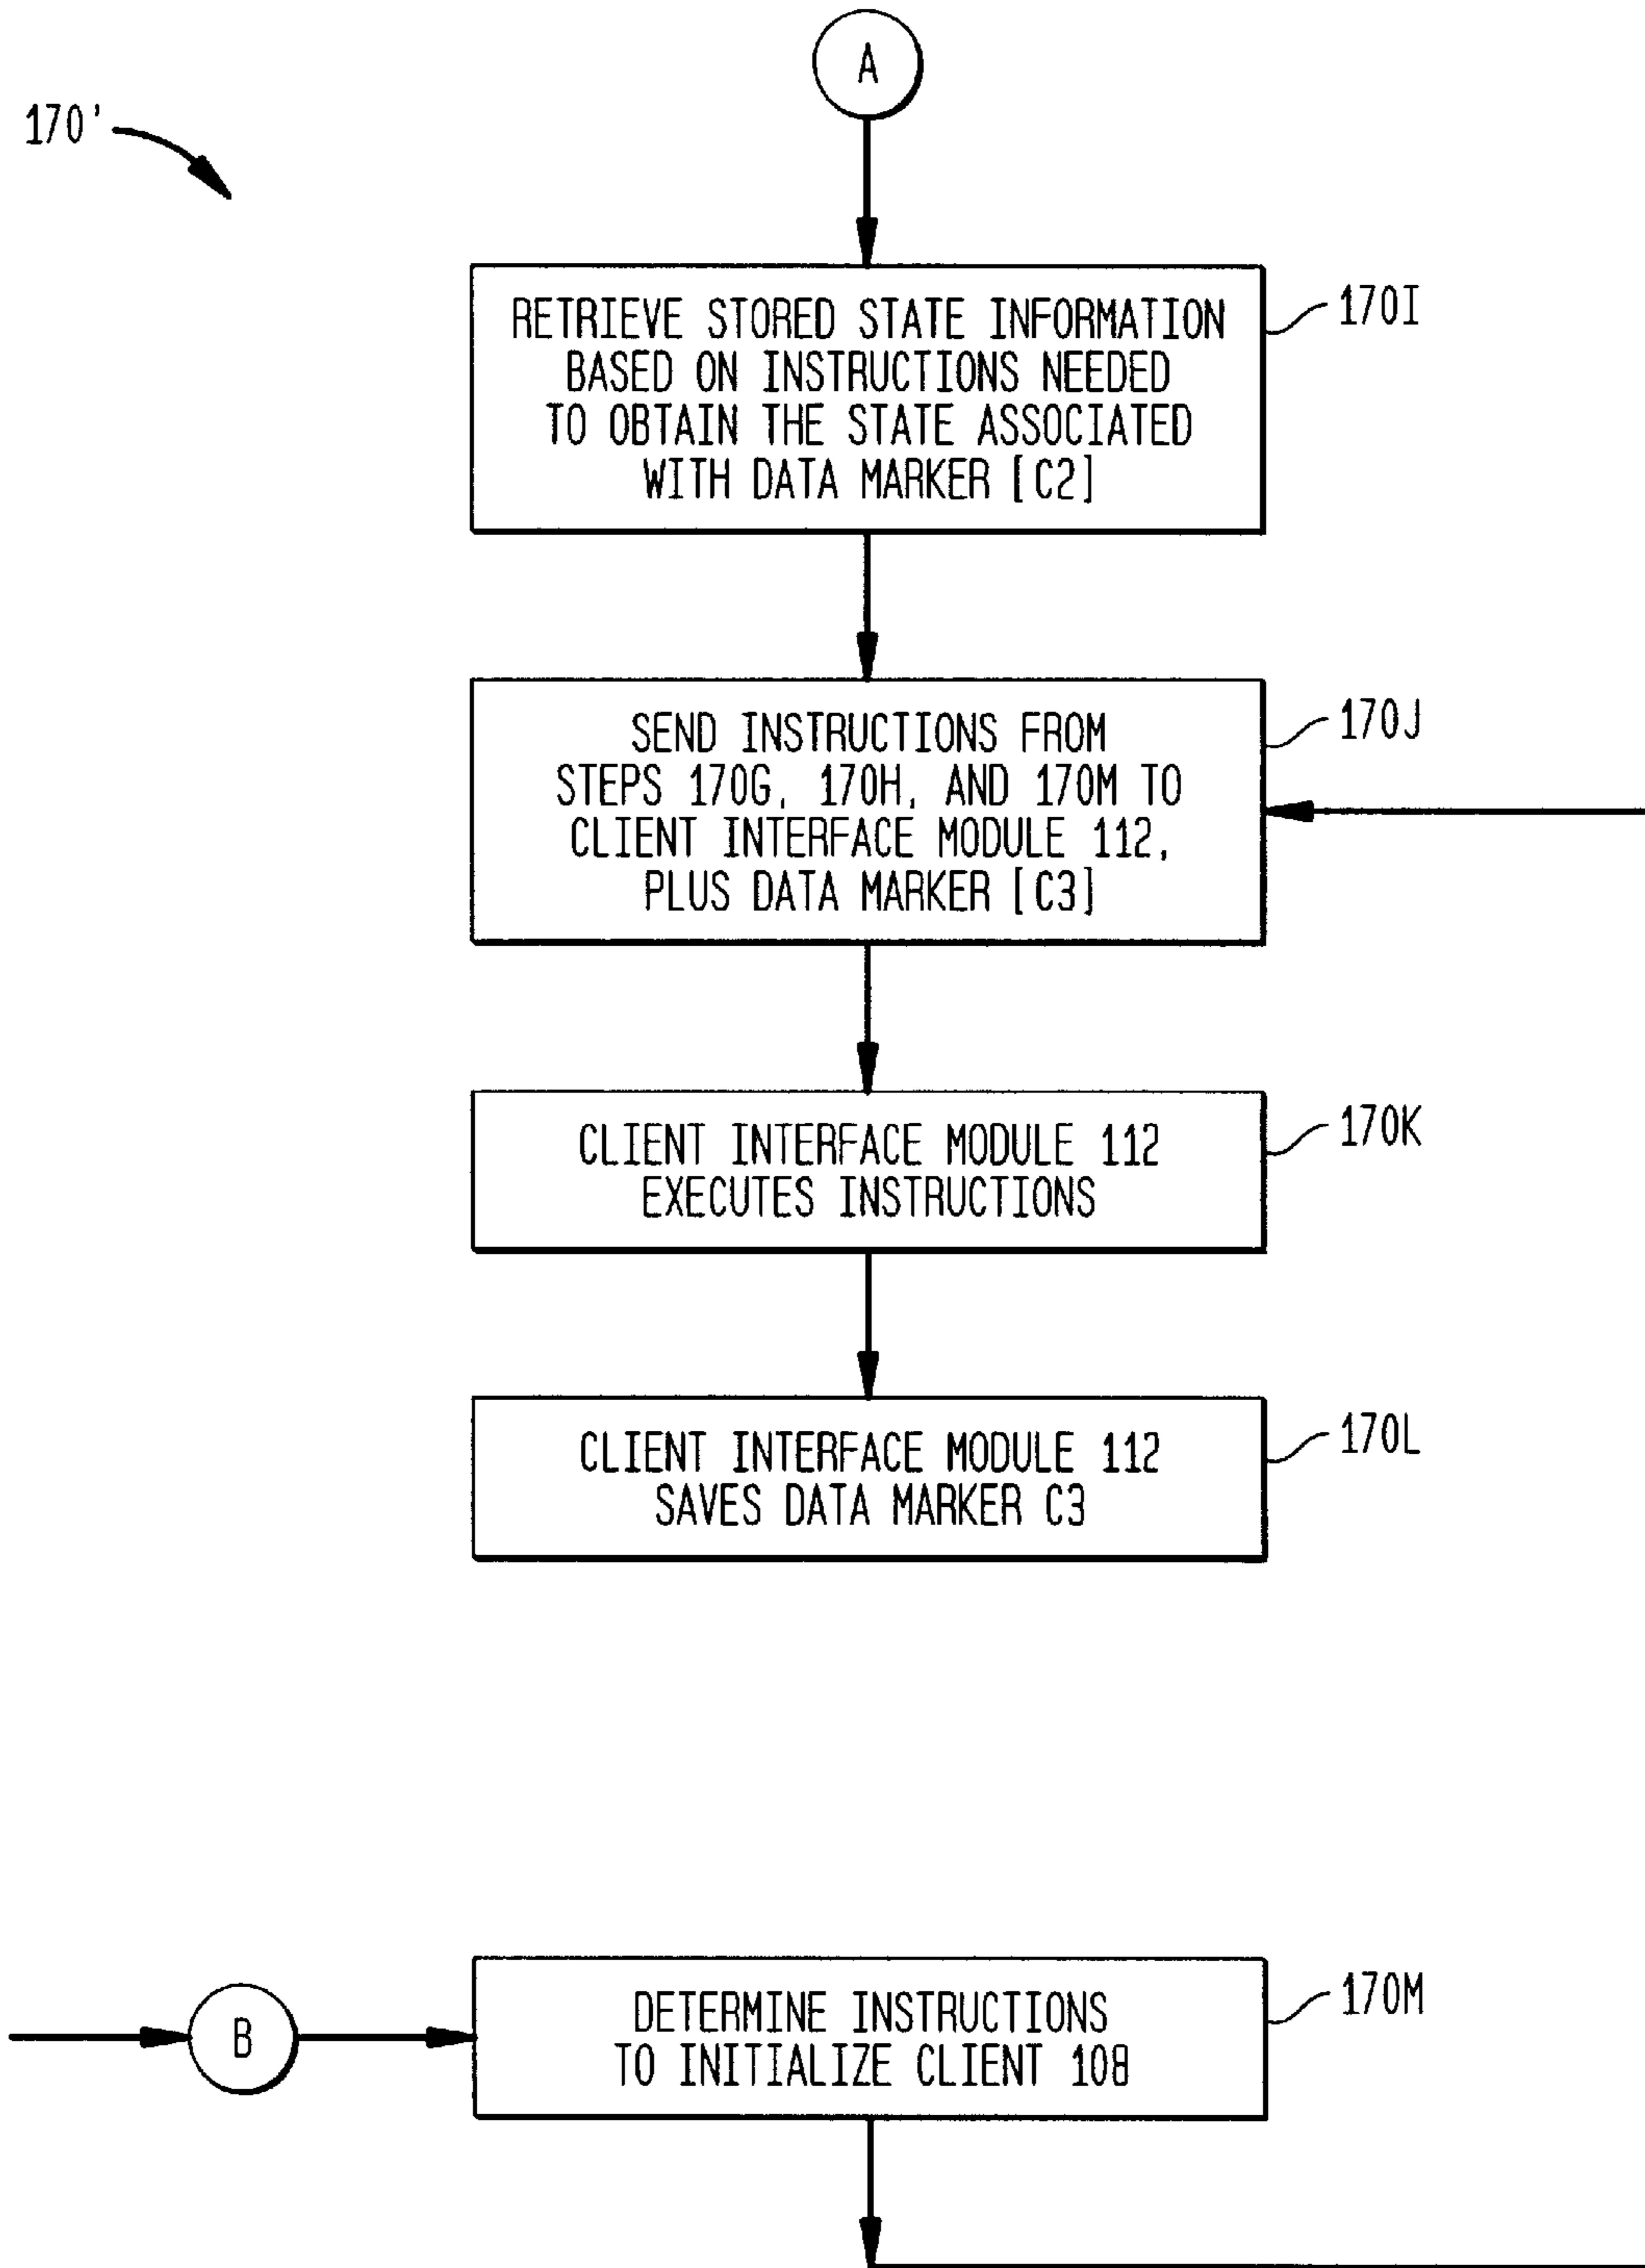 A
170'
RETRIEVE STORED STATE INFORMATION
BASED ON INSTRUCTIONS NEEDED
TO OBTAIN THE STATE ASSOCIATED
WITH DATA MARKER [C2]
170I
SEND INSTRUCTIONS FROM
STEPS 170G, 170H, AND 170M TO
CLIENT INTERFACE MODULE 112,
PLUS DATA MARKER [C3]
170J
CLIENT INTERFACE MODULE 112
EXECUTES INSTRUCTIONS
170K
CLIENT INTERFACE MODULE 112
SAVES DATA MARKER C3
170L
B
DETERMINE INSTRUCTIONS
TO INITIALIZE CLIENT 108
170M